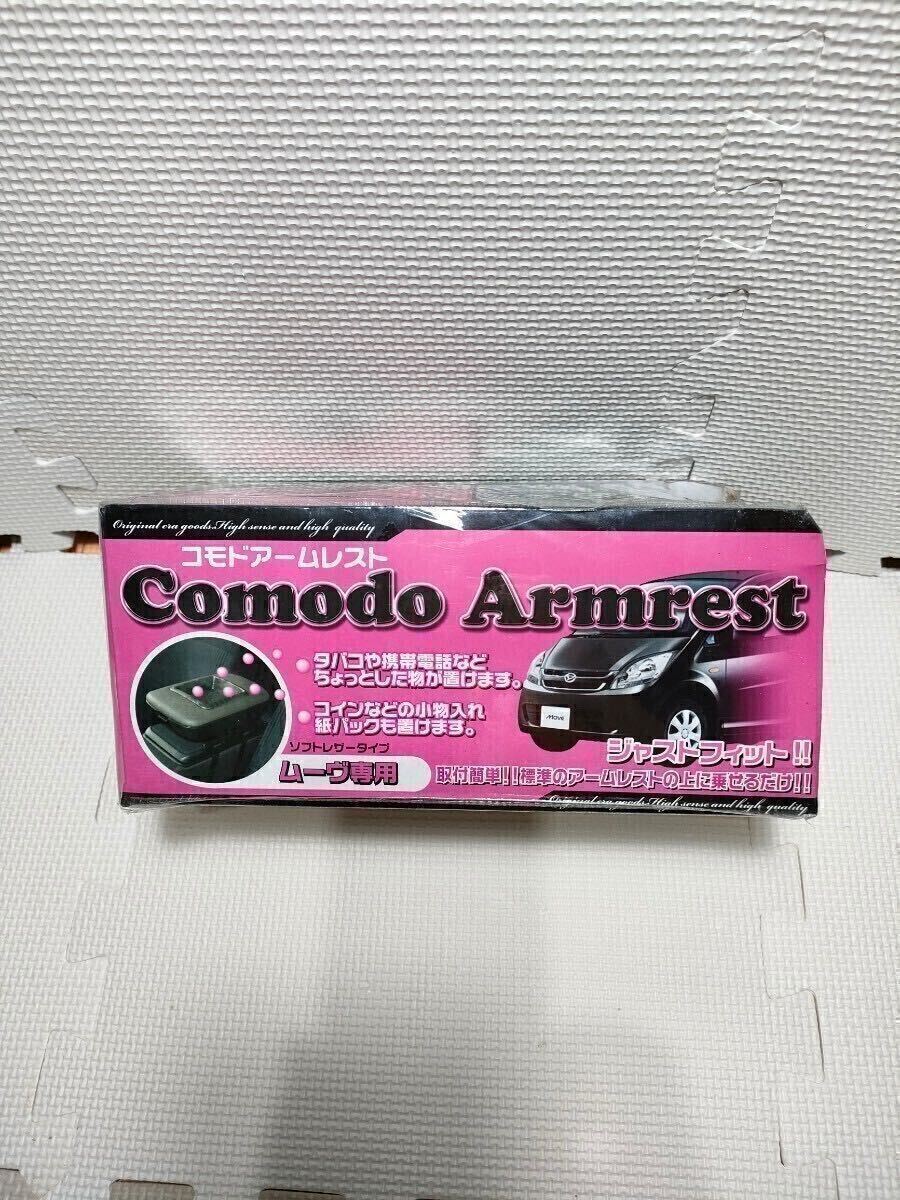 Original era goods.High sense and high quality
コモドアームレスト
Comodo Armrest
タバコや携帯電話など
ちょっとした物が置けます。
コインなどの小物入れ
紙パックも置けます。
Move
ソフトレザータイプ
ムーヴ専用
ジャストフィット!!
取付簡単!!標準のアームレストの上に乗せるだけ!!
Original era goods.High sense and high quality